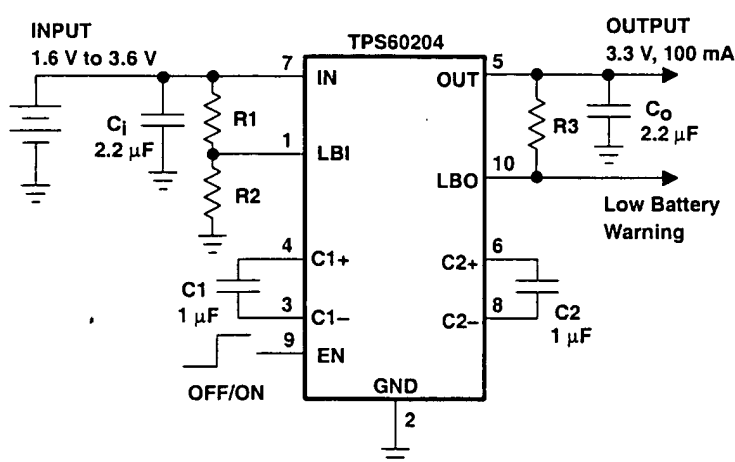 INPUT
1.6 V to 3.6 V
TPS60204
OUTPUT
3.3 V, 100 mA
7
IN
5
OUT
Ci
2.2 µF
R1
1
LBI
R2
R3
Co
2.2 µF
10
LBO
Low Battery
Warning
4
C1+
C1
1 µF
3
C1–
6
C2+
C2
1 µF
8
C2–
9
EN
OFF/ON
GND
2